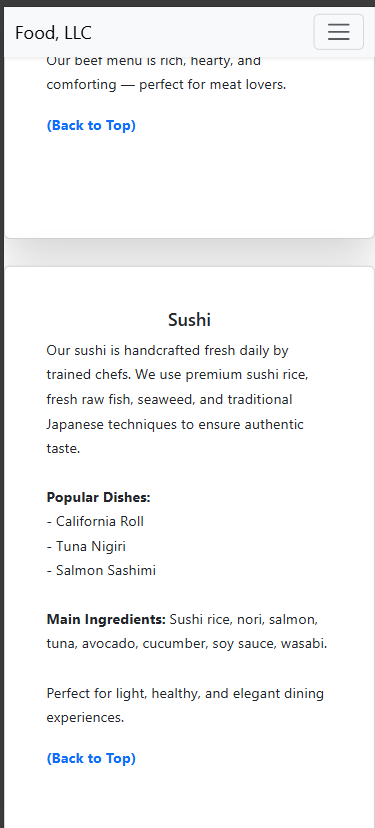 Food, LLC
Our beef menu is rich, hearty, and
comforting — perfect for meat lovers.
(Back to Top)
Sushi
Our sushi is handcrafted fresh daily by
trained chefs. We use premium sushi rice,
fresh raw fish, seaweed, and traditional
Japanese techniques to ensure authentic
taste.
Popular Dishes:
- California Roll
- Tuna Nigiri
- Salmon Sashimi
Main Ingredients: Sushi rice, nori, salmon,
tuna, avocado, cucumber, soy sauce, wasabi.
Perfect for light, healthy, and elegant dining
experiences.
(Back to Top)